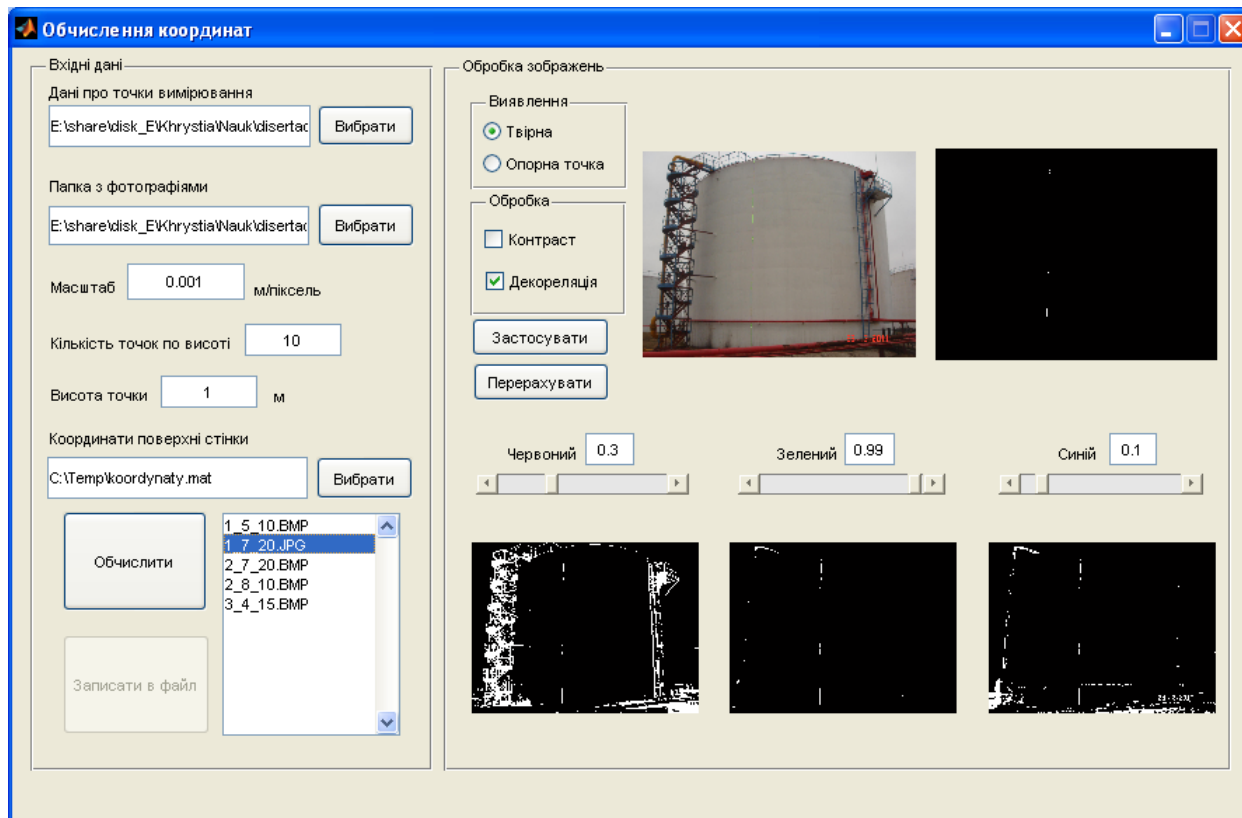 Обчислення координат
Вхідні дані
Дані про точки вимірювання
E:\share\disk_E\Khrystia\Nauk\disertac
Вибрати
Папка з фотографіями
E:\share\disk_E\Khrystia\Nauk\disertac
Вибрати
Масштаб 0.001 м/піксель
Кількість точок по висоті 10
Висота точки 1 м
Координати поверхні стінки
C:\Temp\koordynaty.mat
Вибрати
Обчислити
Записати в файл
1_5_10.BMP
1_7_20.JPG
2_7_20.BMP
2_8_10.BMP
3_4_15.BMP
Обробка зображень
Виявлення
Твірна
Опорна точка
Обробка
Контраст
Декореляція
Застосувати
Перерахувати
Червоний 0.3
Зелений 0.99
Синій 0.1